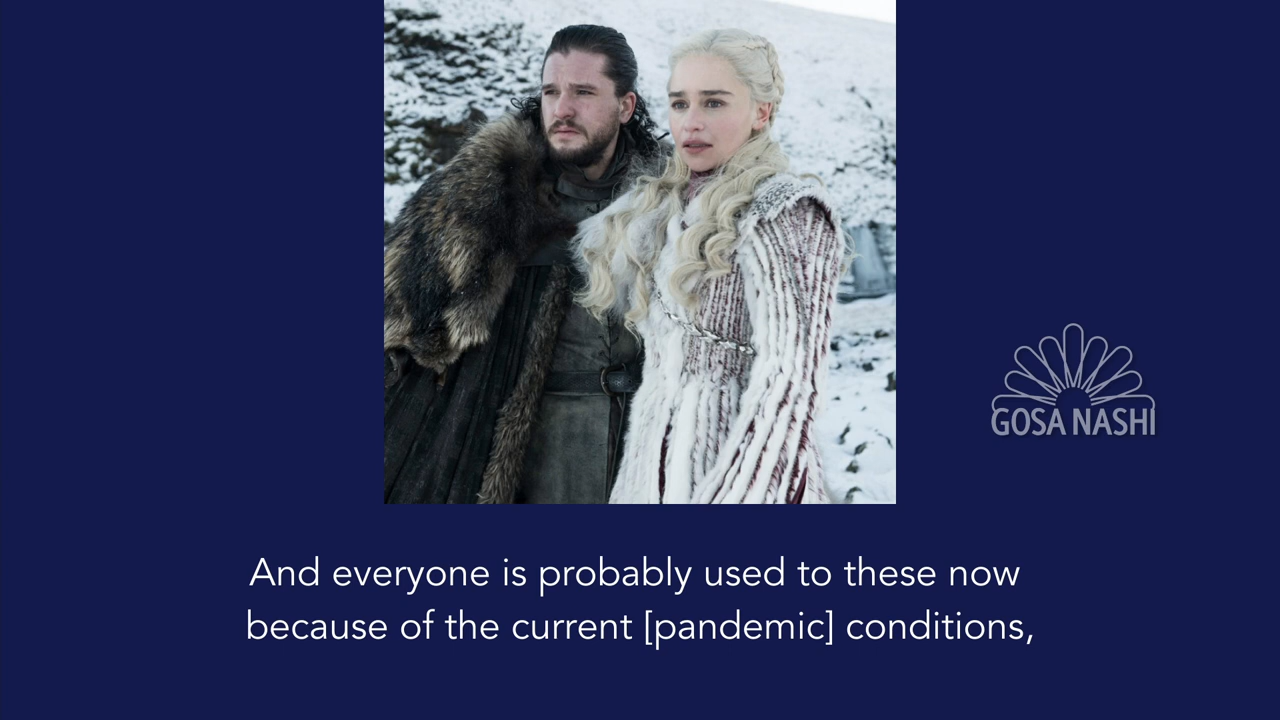 GOSA NASHI
And everyone is probably used to these now
because of the current [pandemic] conditions,